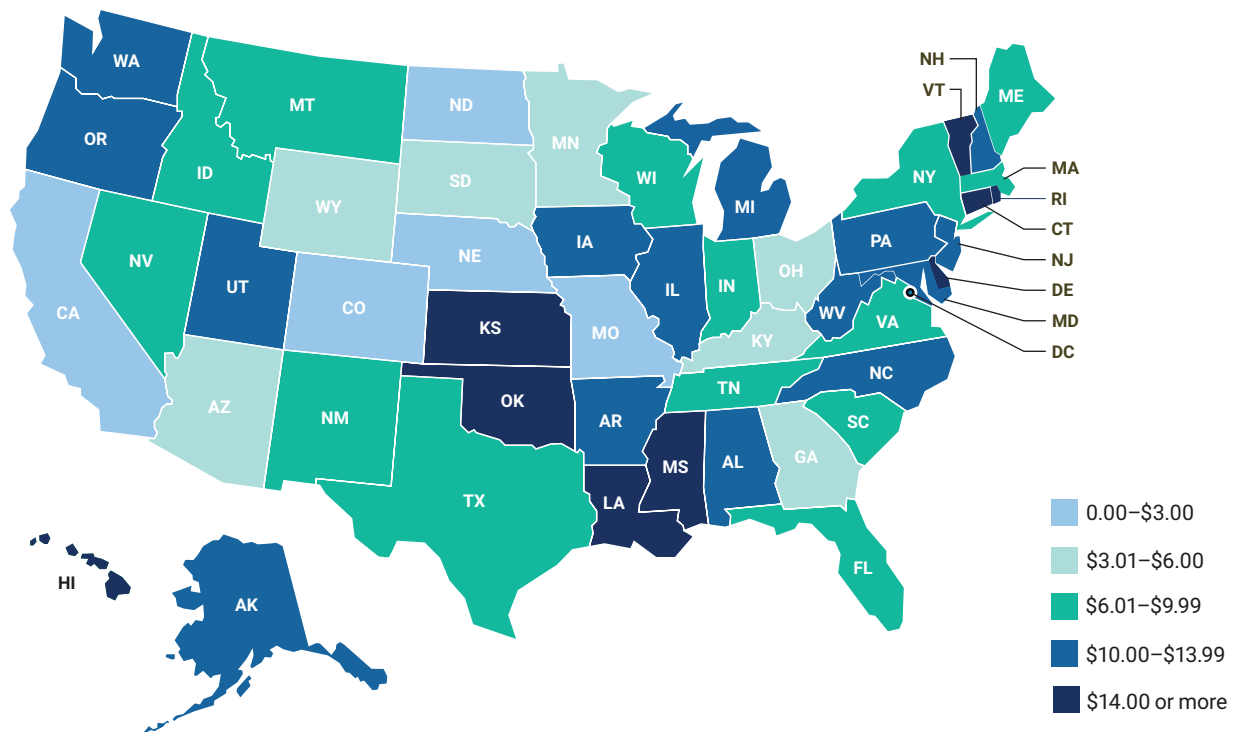 WA
NH
VT
ME
MT
ND
OR
MN
ID
SD
WI
NY
MA
WY
MI
RI
CT
IA
PA
NV
NE
NJ
OH
UT
IL
IN
DE
CA
CO
WV
MD
KS
MO
VA
KY
DC
NC
TN
AZ
OK
NM
AR
SC
MS
AL
GA
TX
LA
0.00–$3.00
$3.01–$6.00
FL
HI
AK
$6.01–$9.99
$10.00–$13.99
$14.00 or more